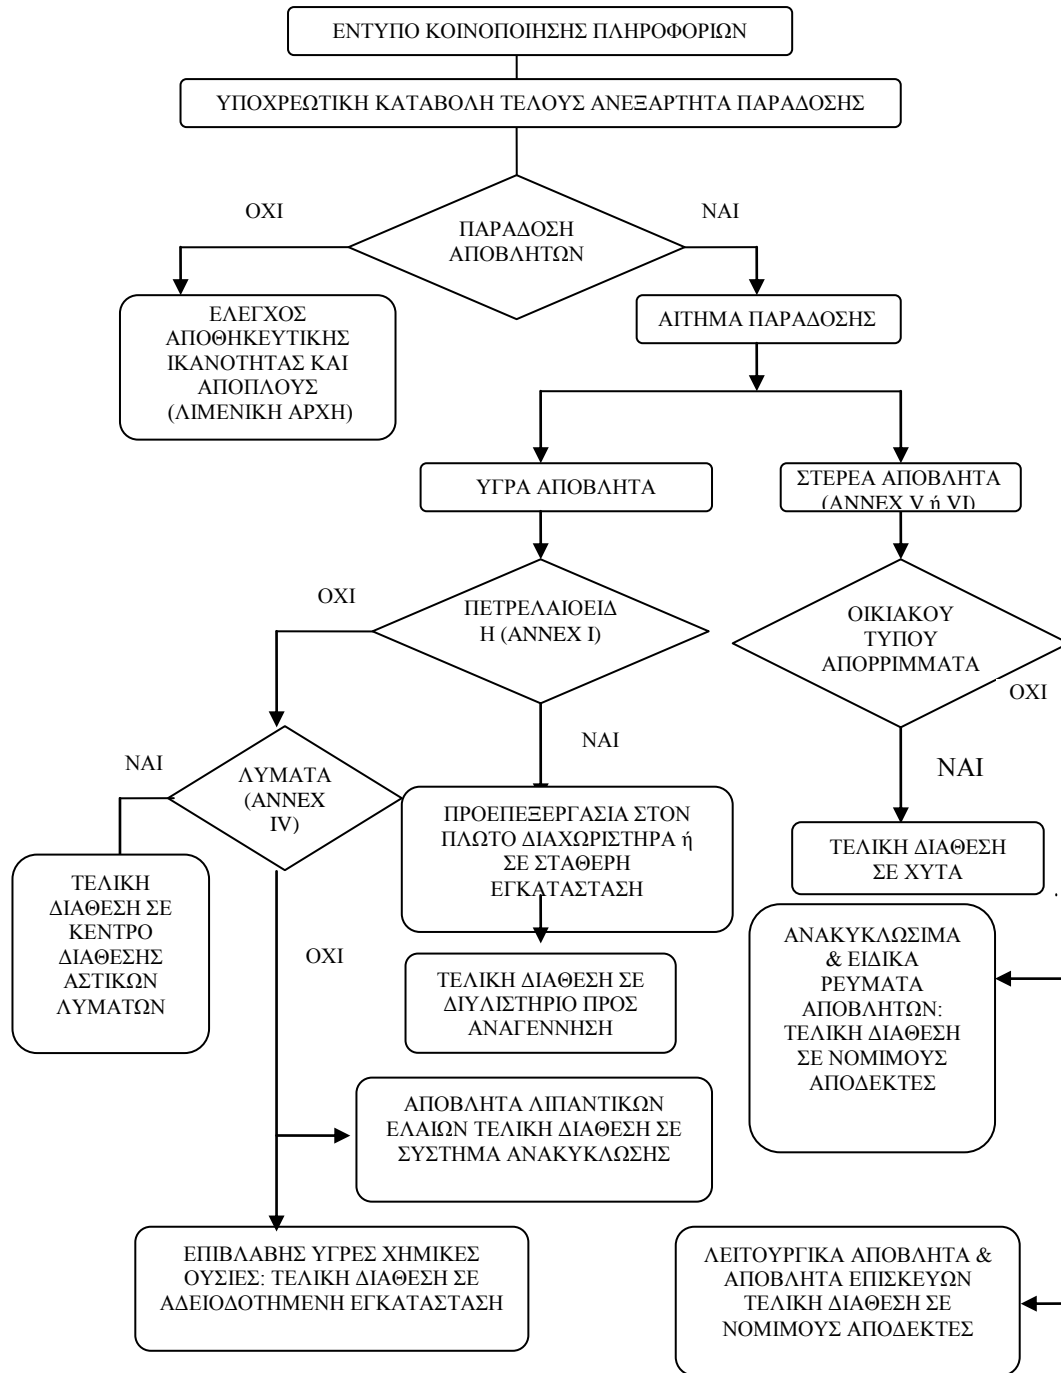 ΕΝΤΥΠΟ ΚΟΙΝΟΠΟΙΗΣΗΣ ΠΛΗΡΟΦΟΡΙΩΝ
ΥΠΟΧΡΕΩΤΙΚΗ ΚΑΤΑΒΟΛΗ ΤΕΛΟΥΣ ΑΝΕΞΑΡΤΗΤΑ ΠΑΡΑΔΟΣΗΣ
ΟΧΙ
ΝΑΙ
ΠΑΡΑΔΟΣΗ
ΑΠΟΒΛΗΤΩΝ
ΕΛΕΓΧΟΣ
ΑΠΟΘΗΚΕΥΤΙΚΗΣ
ΙΚΑΝΟΤΗΤΑΣ ΚΑΙ
ΑΠΟΠΛΟΥΣ
(ΛΙΜΕΝΙΚΗ ΑΡΧΗ)
ΑΙΤΗΜΑ ΠΑΡΑΔΟΣΗΣ
ΥΓΡΑ ΑΠΟΒΛΗΤΑ
ΣΤΕΡΕΑ ΑΠΟΒΛΗΤΑ
(ANNEX V ή VI)
ΟΧΙ
ΠΕΤΡΕΛΑΙΟΕΙΔ
Η (ANNEX I)
ΟΙΚΙΑΚΟΥ
ΤΥΠΟΥ
ΑΠΟΡΡΙΜΜΑΤΑ
ΟΧΙ
ΝΑΙ
ΝΑΙ
ΝΑΙ
ΛΥΜΑΤΑ
(ANNEX
IV)
ΠΡΟΕΠΕΞΕΡΓΑΣΙΑ ΣΤΟΝ
ΠΛΩΤΟ ΔΙΑΧΩΡΙΣΤΗΡΑ ή
ΣΕ ΣΤΑΘΕΡΗ
ΕΓΚΑΤΑΣΤΑΣΗ
ΤΕΛΙΚΗ ΔΙΑΘΕΣΗ
ΣΕ ΧΥΤΑ
.
ΤΕΛΙΚΗ
ΔΙΑΘΕΣΗ ΣΕ
ΚΕΝΤΡΟ
ΔΙΑΘΕΣΗΣ
ΑΣΤΙΚΩΝ
ΛΥΜΑΤΩΝ
ΟΧΙ
ΤΕΛΙΚΗ ΔΙΑΘΕΣΗ ΣΕ
ΔΙΥΛΙΣΤΗΡΙΟ ΠΡΟΣ
ΑΝΑΓΕΝΝΗΣΗ
ΑΝΑΚΥΚΛΩΣΙΜΑ
& ΕΙΔΙΚΑ
ΡΕΥΜΑΤΑ
ΑΠΟΒΛΗΤΩΝ:
ΤΕΛΙΚΗ ΔΙΑΘΕΣΗ
ΣΕ ΝΟΜΙΜΟΥΣ
ΑΠΟΔΕΚΤΕΣ
ΑΠΟΒΛΗΤΑ ΛΙΠΑΝΤΙΚΩΝ
ΕΛΑΙΩΝ ΤΕΛΙΚΗ ΔΙΑΘΕΣΗ ΣΕ
ΣΥΣΤΗΜΑ ΑΝΑΚΥΚΛΩΣΗΣ
ΕΠΙΒΛΑΒΗΣ ΥΓΡΕΣ ΧΗΜΙΚΕΣ
ΟΥΣΙΕΣ: ΤΕΛΙΚΗ ΔΙΑΘΕΣΗ ΣΕ
ΑΔΕΙΟΔΟΤΗΜΕΝΗ ΕΓΚΑΤΑΣΤΑΣΗ
ΛΕΙΤΟΥΡΓΙΚΑ ΑΠΟΒΛΗΤΑ &
ΑΠΟΒΛΗΤΑ ΕΠΙΣΚΕΥΩΝ
ΤΕΛΙΚΗ ΔΙΑΘΕΣΗ ΣΕ
ΝΟΜΙΜΟΥΣ ΑΠΟΔΕΚΤΕΣ